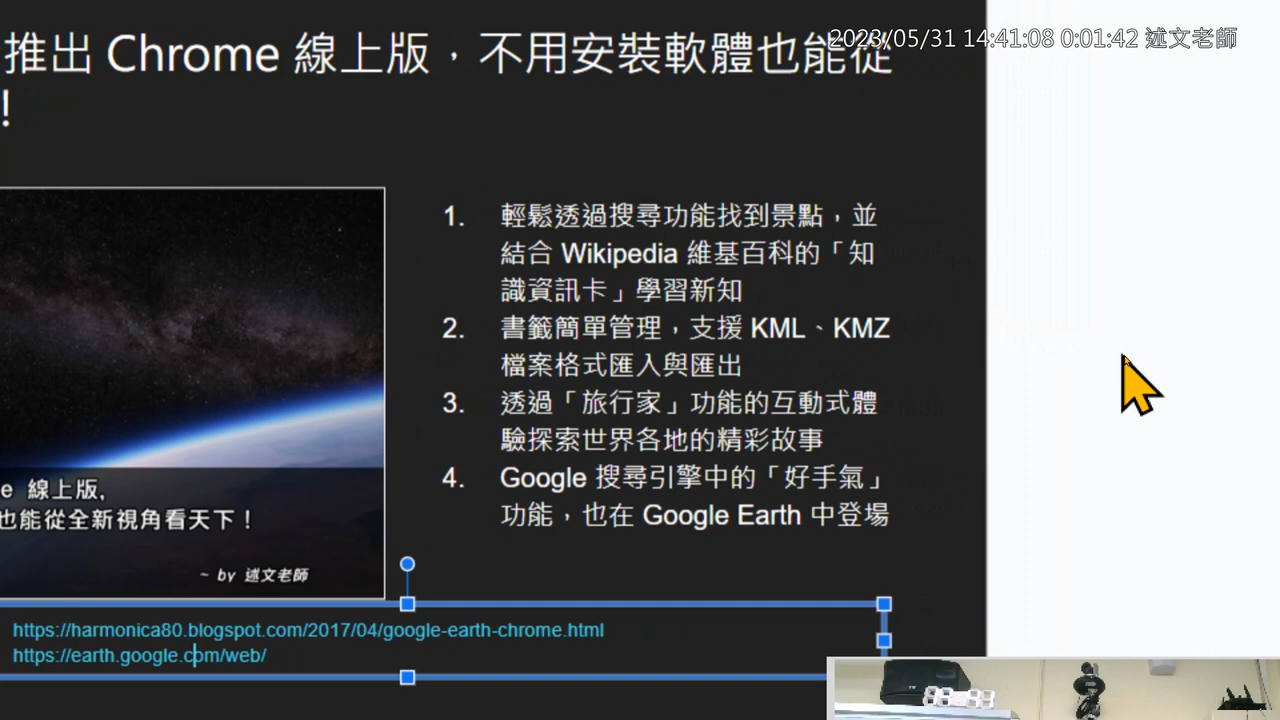 2023/05/31 14:41:08 0:01:42 述文老師
推出 Chrome 線上版，不用安裝軟體也能從
!
1. 輕鬆透過搜尋功能找到景點，並
結合 Wikipedia 維基百科的「知
識資訊卡」學習新知
2. 書籤簡單管理，支援 KML、KMZ
檔案格式匯入與匯出
3. 透過「旅行家」功能的互動式體
驗探索世界各地的精彩故事
4. Google 搜尋引擎中的「好手氣」
功能，也在 Google Earth 中登場
e 線上版,
也能從全新視角看天下！
~ by 述文老師
https://harmonica80.blogspot.com/2017/04/google-earth-chrome.html
https://earth.google.com/web/